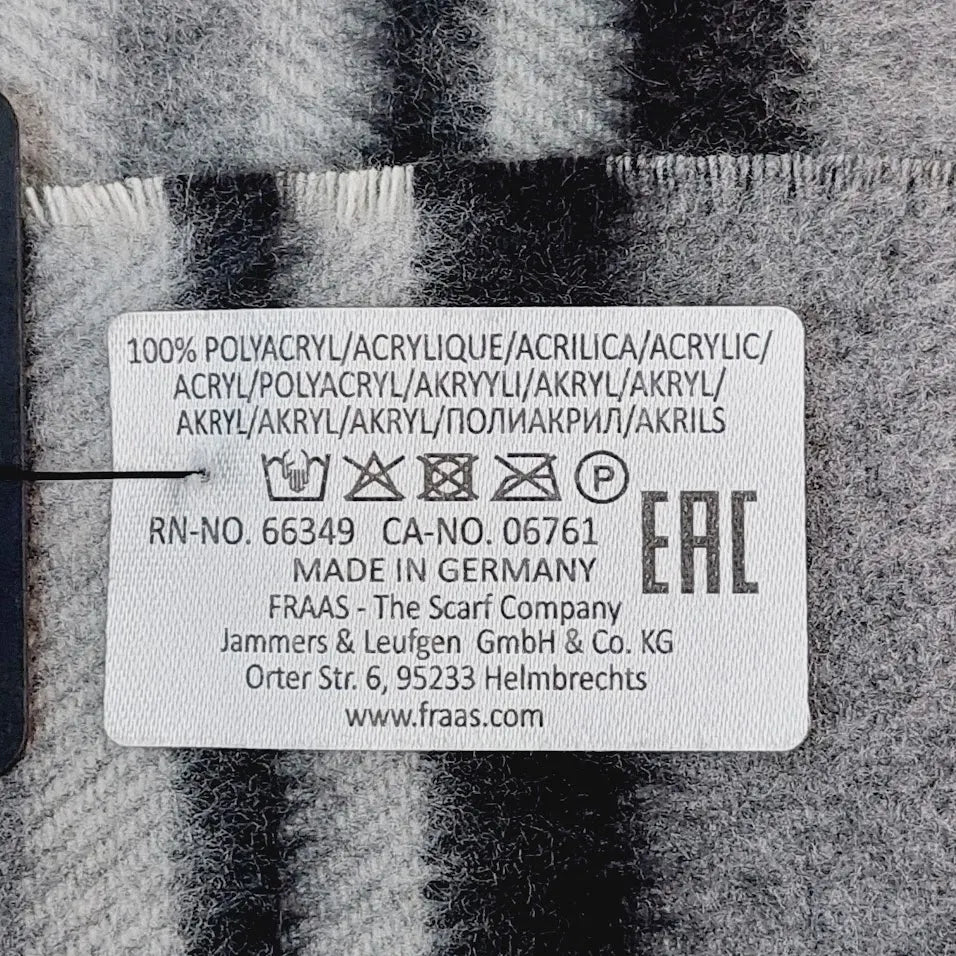 100% POLYACRYL/ACRYLIQUE/ACRILICA/ACRYLIC/
ACRYL/POLYACRYL/AKRYYLI/AKRYL/AKRYL/
AKRYL/AKRYL/AKRYL/ПОЛИАКРИЛ/AKRILS
P
RN-NO. 66349 CA-NO. 06761
EAC
MADE IN GERMANY
FRAAS - The Scarf Company
Jammers & Leufgen GmbH & Co. KG
Orter Str. 6, 95233 Helmbrechts
www.fraas.com